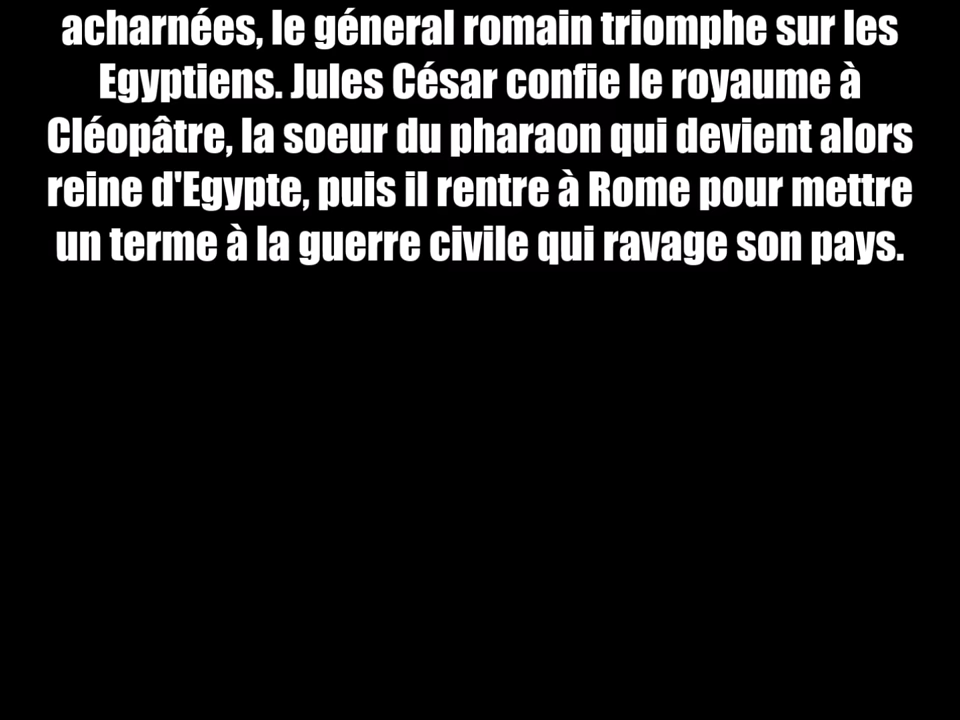 acharnées, le géneral romain triomphe sur les
Egyptiens. Jules César confie le royaume à
Cléopâtre, la soeur du pharaon qui devient alors
reine d'Egypte, puis il rentre à Rome pour mettre
un terme à la guerre civile qui ravage son pays.